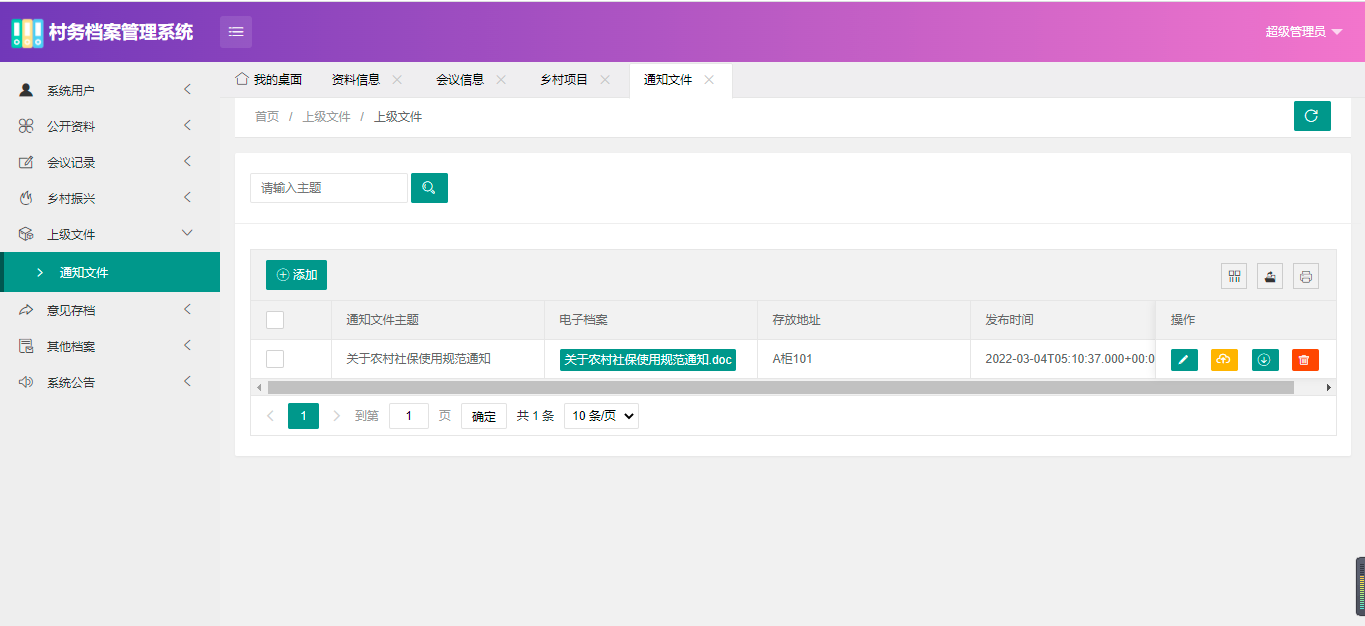 村务档案管理系统
超级管理员
系统用户
公开资料
会议记录
乡村振兴
上级文件
通知文件
意见存档
其他档案
系统公告
我的桌面 资料信息 会议信息 乡村项目 通知文件
首页 / 上级文件 / 上级文件
请输入主题
添加
通知文件主题 电子档案 存放地址 发布时间 操作
关于农村社保使用规范通知 关于农村社保使用规范通知.doc A柜101 2022-03-04T05:10:37.000+00:0
1 到第 1 页 确定 共 1 条 10 条/页